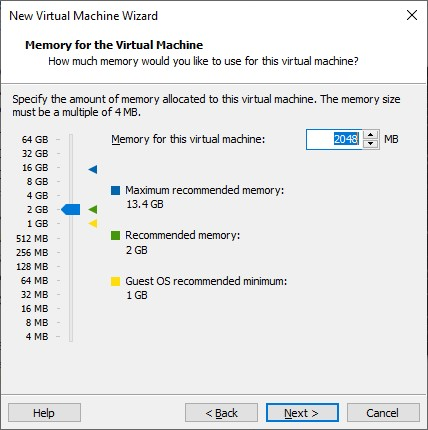 New Virtual Machine Wizard
Memory for the Virtual Machine
How much memory would you like to use for this virtual machine?
Specify the amount of memory allocated to this virtual machine. The memory size
must be a multiple of 4 MB.
Memory for this virtual machine: 2048 MB
64 GB
32 GB
16 GB
8 GB
4 GB
2 GB
1 GB
512 MB
256 MB
128 MB
64 MB
32 MB
16 MB
8 MB
4 MB
Maximum recommended memory:
13.4 GB
Recommended memory:
2 GB
Guest OS recommended minimum:
1 GB
Help
< Back
Next >
Cancel